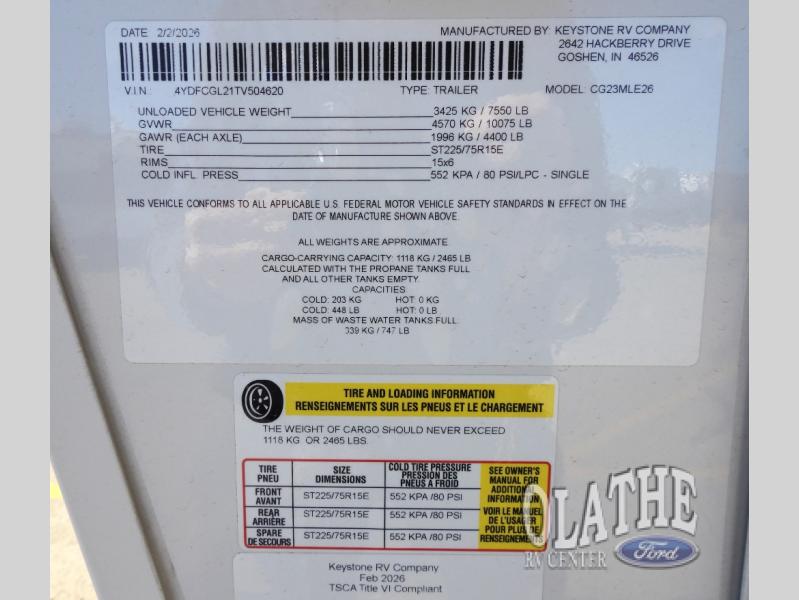 DATE 2/2/2026
MANUFACTURED BY: KEYSTONE RV COMPANY
2642 HACKBERRY DRIVE
GOSHEN, IN 46526
V.I.N.: 4YDFCGL21TV504620 TYPE: TRAILER MODEL: CG23MLE26
UNLOADED VEHICLE WEIGHT 3425 KG / 7550 LB
GVWR 4570 KG / 10075 LB
GAWR (EACH AXLE) 1996 KG / 4400 LB
TIRE ST225/75R15E
RIMS 15x6
COLD INFL. PRESS 552 KPA / 80 PSI/LPC - SINGLE
THIS VEHICLE CONFORMS TO ALL APPLICABLE U.S. FEDERAL MOTOR VEHICLE SAFETY STANDARDS IN EFFECT ON THE
DATE OF MANUFACTURE SHOWN ABOVE.
ALL WEIGHTS ARE APPROXIMATE
CARGO-CARRYING CAPACITY: 1118 KG / 2465 LB
CALCULATED WITH THE PROPANE TANKS FULL
AND ALL OTHER TANKS EMPTY.
CAPACITIES
COLD: 203 KG HOT: 0 KG
COLD: 448 LB HOT: 0 LB
MASS OF WASTE WATER TANKS FULL:
339 KG / 747 LB
TIRE AND LOADING INFORMATION
RENSEIGNEMENTS SUR LES PNEUS ET LE CHARGEMENT
THE WEIGHT OF CARGO SHOULD NEVER EXCEED
1118 KG OR 2465 LBS.
TIRE
PNEU
SIZE
DIMENSIONS
COLD TIRE PRESSURE
PRESSION DES
PNEUS A FROID
FRONT
AVANT
ST225/75R15E
552 KPA /80 PSI
REAR
ARRIÈRE
ST225/75R15E
552 KPA /80 PSI
SPARE
DE SECOURS
ST225/75R15E
552 KPA /80 PSI
SEE OWNER'S
MANUAL FOR
ADDITIONAL
INFORMATION
VOIR LE MANUEL
DE L'USAGER
POUR PLUS DE
RENSEIGNEMENTS
OLATHE
RV CENTER
Ford
Keystone RV Company
Feb 2026
TSCA Title VI Compliant